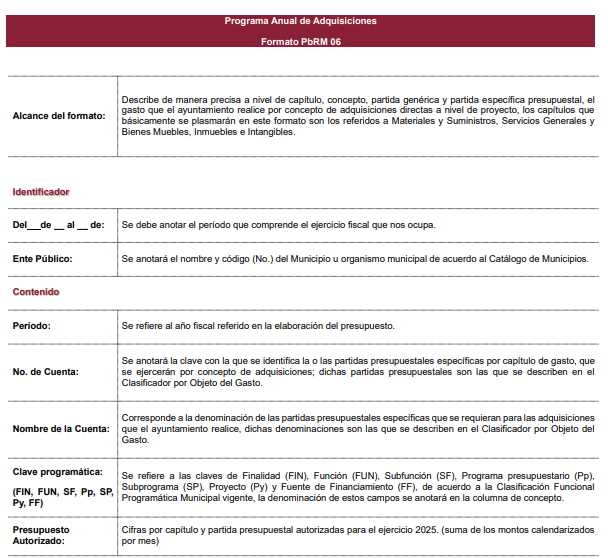 Programa Anual de Adquisiciones
Formato PbRM 06
Alcance del formato:
Describe de manera precisa a nivel de capítulo, concepto, partida genérica y partida específica presupuestal, el
gasto que el ayuntamiento realice por concepto de adquisiciones directas a nivel de proyecto, los capítulos que
básicamente se plasmarán en este formato son los referidos a Materiales y Suministros, Servicios Generales y
Bienes Muebles, Inmuebles e Intangibles.
Identificador
Del__de __ al __ de:
Se debe anotar el período que comprende el ejercicio fiscal que nos ocupa.
Ente Público:
Se anotará el nombre y código (No.) del Municipio u organismo municipal de acuerdo al Catálogo de Municipios.
Contenido
Período:
Se refiere al año fiscal referido en la elaboración del presupuesto.
No. de Cuenta:
Se anotará la clave con la que se identifica la o las partidas presupuestales específicas por capítulo de gasto, que
se ejercerán por concepto de adquisiciones; dichas partidas presupuestales son las que se describen en el
Clasificador por Objeto del Gasto.
Nombre de la Cuenta:
Corresponde a la denominación de las partidas presupuestales específicas que se requieran para las adquisiciones
que el ayuntamiento realice, dichas denominaciones son las que se describen en el Clasificador por Objeto del
Gasto.
Clave programática:
(FIN, FUN, SF, Pp, SP,
Py, FF)
Se refiere a las claves de Finalidad (FIN), Función (FUN), Subfunción (SF), Programa presupuestario (Pp),
Subprograma (SP), Proyecto (Py) y Fuente de Financiamiento (FF), de acuerdo a la Clasificación Funcional
Programática Municipal vigente, la denominación de estos campos se anotará en la columna de concepto.
Presupuesto
Autorizado:
Cifras por capítulo y partida presupuestal autorizadas para el ejercicio 2025. (suma de los montos calendarizados
por mes)